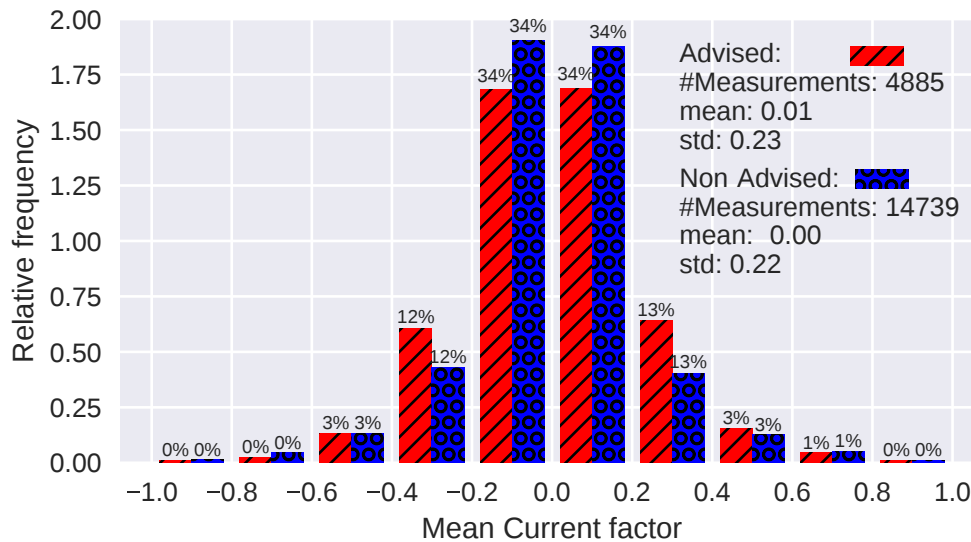 2.00
1.75
1.50
1.25
1.00
0.75
0.50
0.25
0.00
Relative frequency
0% 0% 0% 0% 3% 3% 12% 12% 34% 34% 34% 34% 13% 13% 3% 3% 1% 1% 0% 0%
Advised:
#Measurements: 4885
mean: 0.01
std: 0.23
Non Advised:
#Measurements: 14739
mean: 0.00
std: 0.22
−1.0 −0.8 −0.6 −0.4 −0.2 0.0 0.2 0.4 0.6 0.8 1.0
Mean Current factor